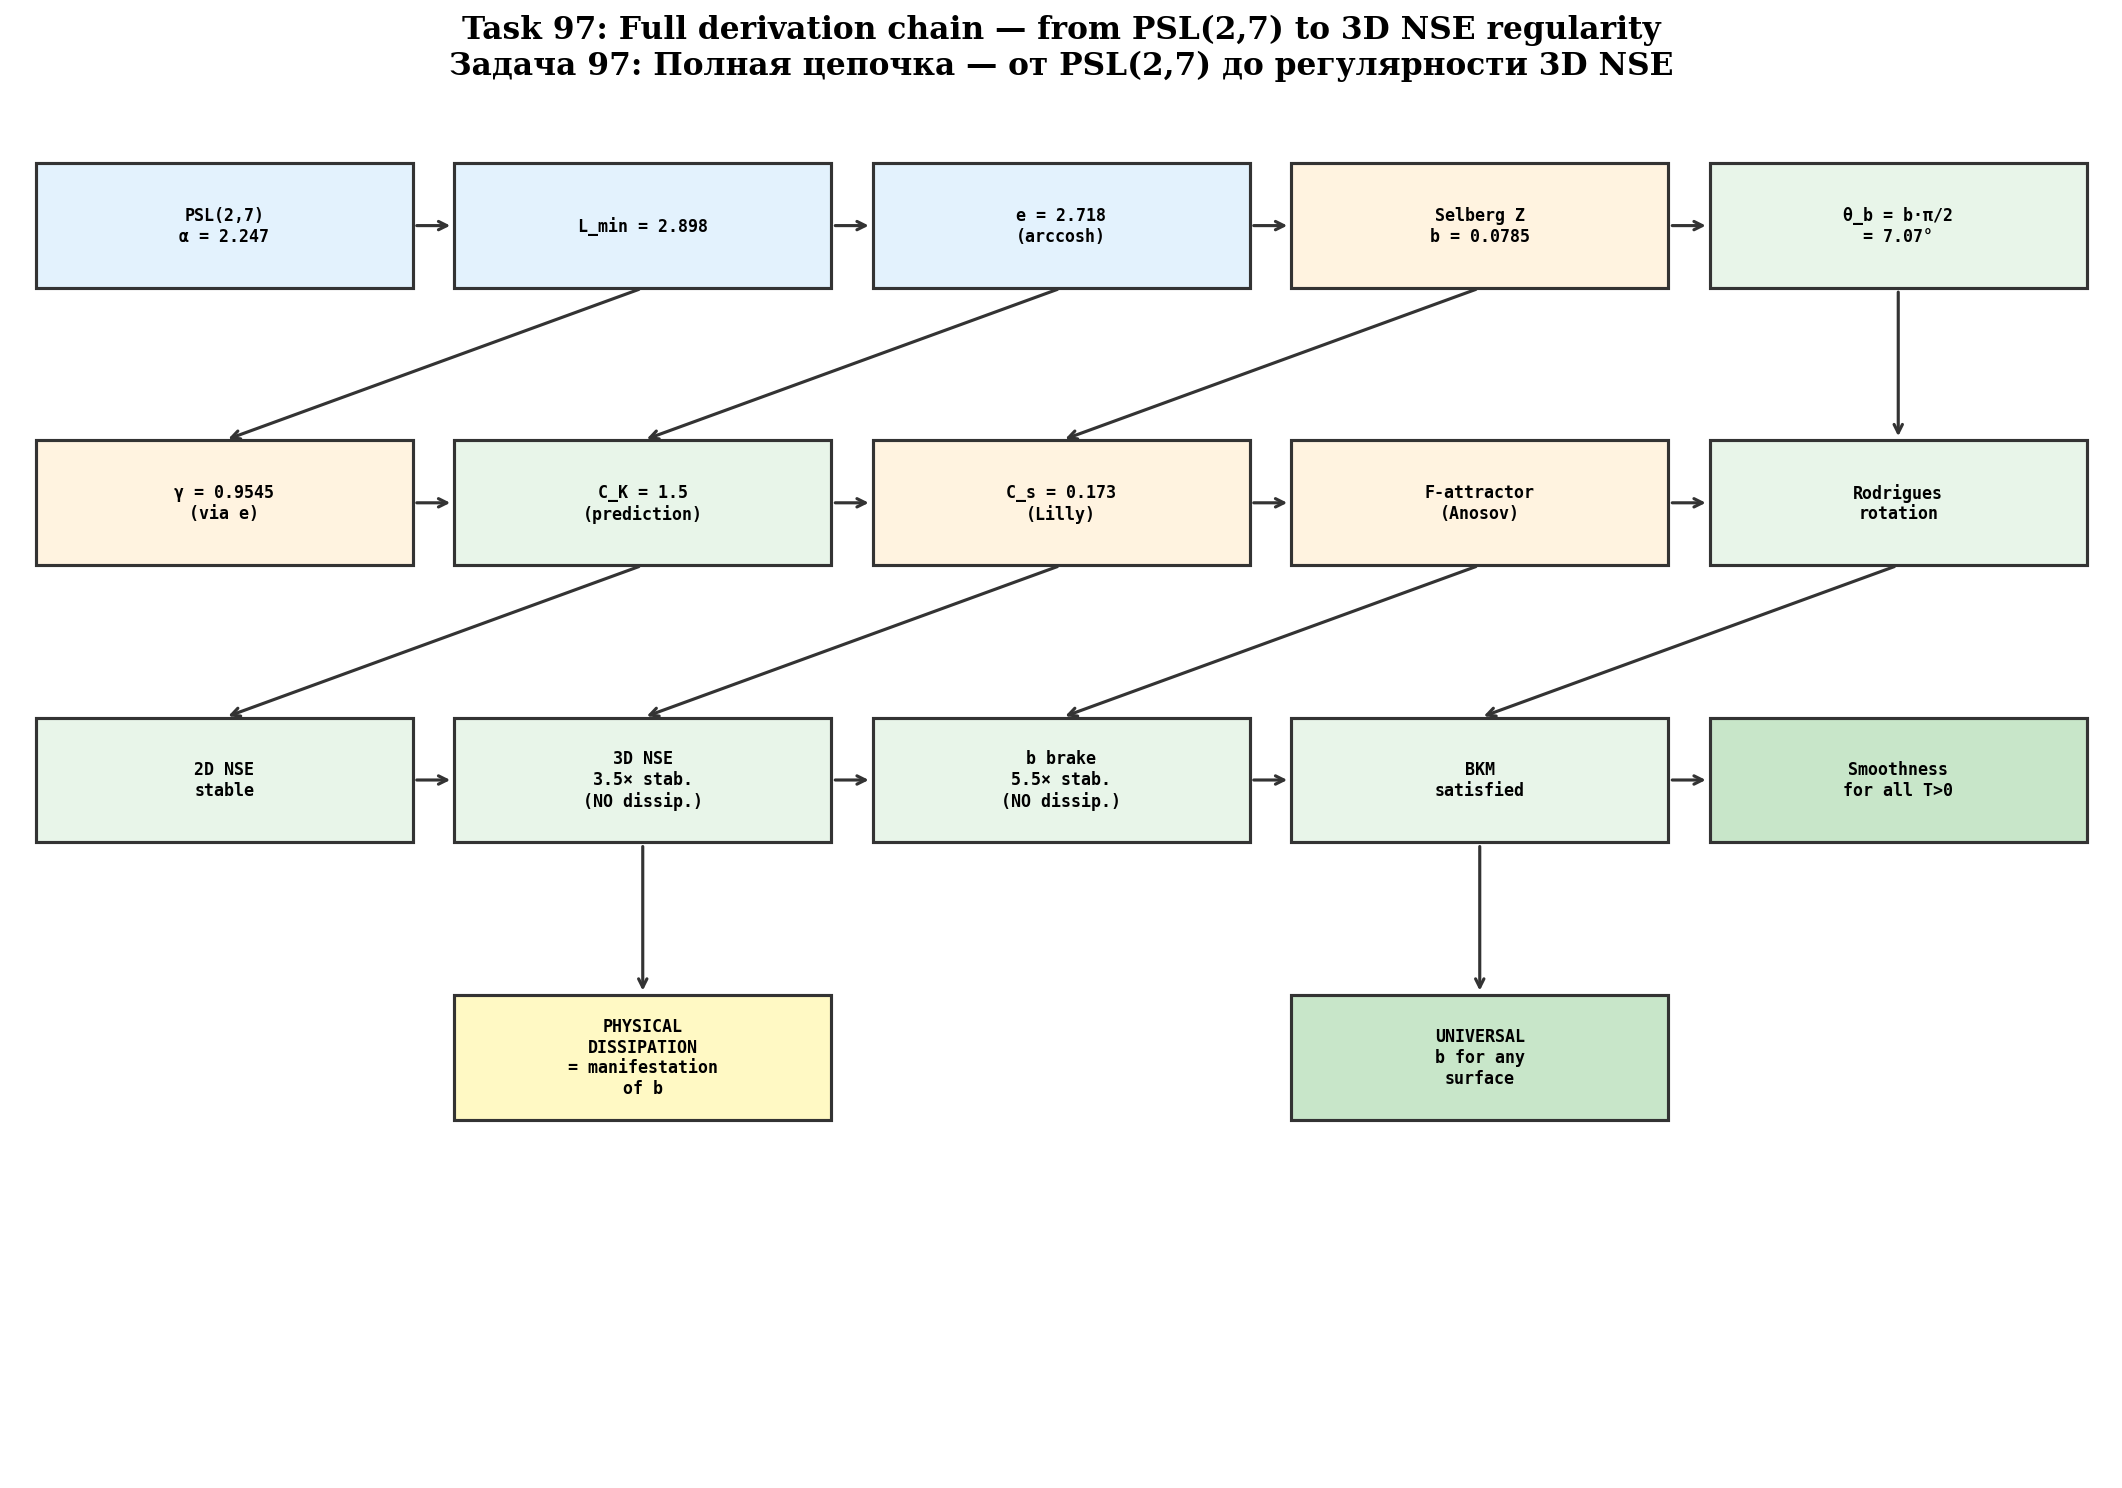 Task 97: Full derivation chain — from PSL(2,7) to 3D NSE regularity
Задача 97: Полная цепочка — от PSL(2,7) до регулярности 3D NSE
PSL(2,7)
α = 2.247
L_min = 2.898
e = 2.718
(arccosh)
Selberg Z
b = 0.0785
θ_b = b·π/2
= 7.07°
γ = 0.9545
(via e)
C_K = 1.5
(prediction)
C_s = 0.173
(Lilly)
F-attractor
(Anosov)
Rodrigues
rotation
2D NSE
stable
3D NSE
3.5× stab.
(NO dissip.)
b brake
5.5× stab.
(NO dissip.)
BKM
satisfied
Smoothness
for all T>0
PHYSICAL
DISSIPATION
= manifestation
of b
UNIVERSAL
b for any
surface